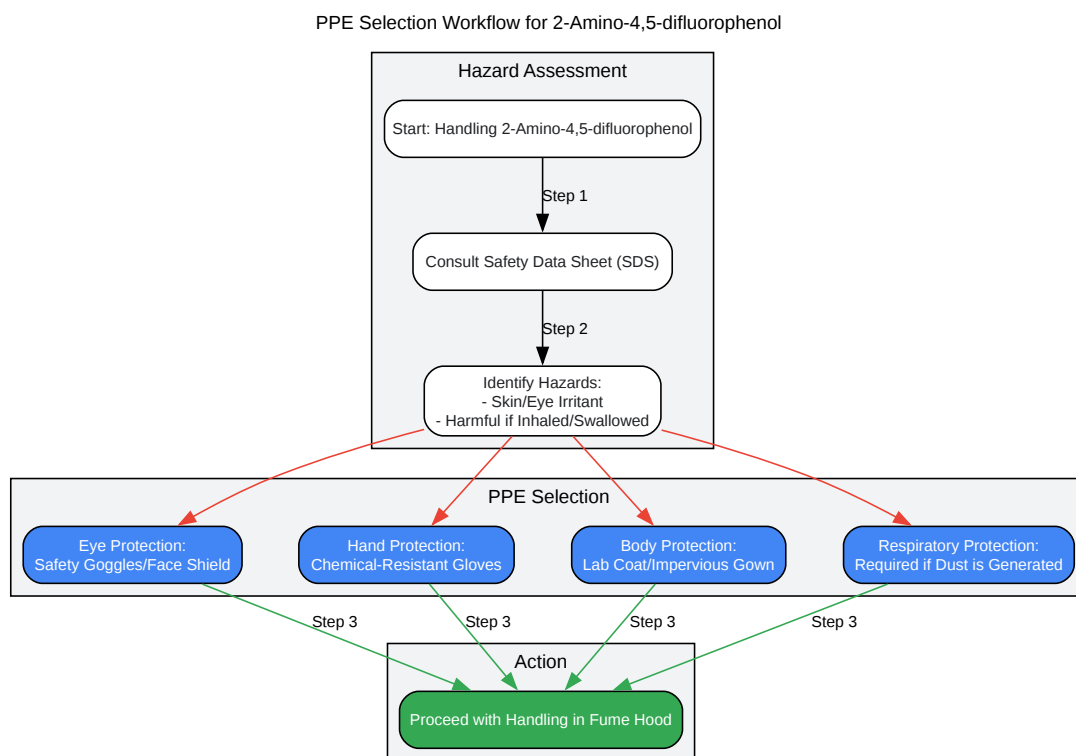 PPE Selection Workflow for 2-Amino-4,5-difluorophenol
Hazard Assessment
Start: Handling 2-Amino-4,5-difluorophenol
Step 1
Consult Safety Data Sheet (SDS)
Step 2
Identify Hazards:
- Skin/Eye Irritant
- Harmful if Inhaled/Swallowed
PPE Selection
Eye Protection:
Safety Goggles/Face Shield
Hand Protection:
Chemical-Resistant Gloves
Body Protection:
Lab Coat/Impervious Gown
Respiratory Protection:
Required if Dust is Generated
Step 3
Step 3
Step 3
Step 3
Action
Proceed with Handling in Fume Hood